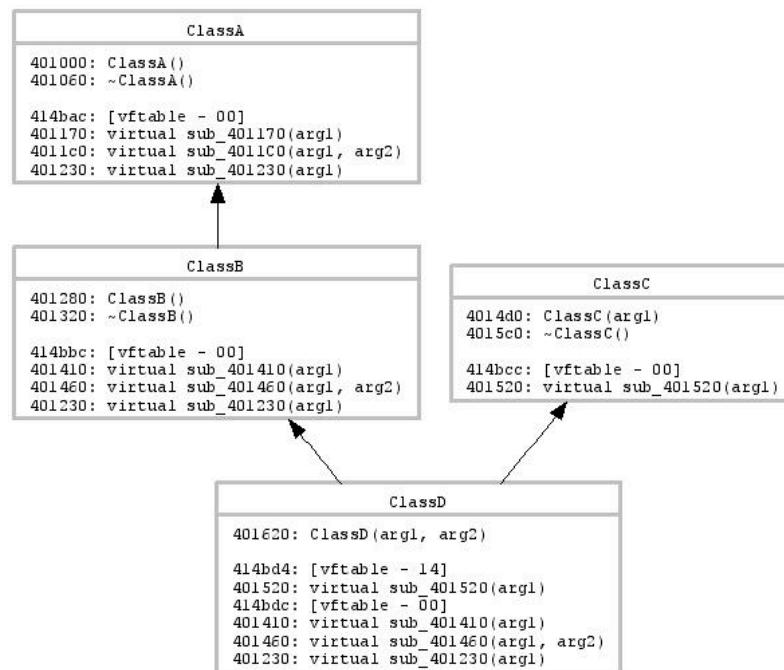 ClassA
401000: ClassA()
401060: ~ClassA()
414bac: [vftable - 00]
401170: virtual sub_401170(arg1)
4011c0: virtual sub_4011C0(arg1, arg2)
401230: virtual sub_401230(arg1)
ClassB
401280: ClassB()
401320: ~ClassB()
414bbc: [vftable - 00]
401410: virtual sub_401410(arg1)
401460: virtual sub_401460(arg1, arg2)
401230: virtual sub_401230(arg1)
ClassC
4014d0: ClassC(arg1)
4015c0: ~ClassC()
414bcc: [vftable - 00]
401520: virtual sub_401520(arg1)
ClassD
401620: ClassD(arg1, arg2)
414bd4: [vftable - 14]
401520: virtual sub_401520(arg1)
414bdc: [vftable - 00]
401410: virtual sub_401410(arg1)
401460: virtual sub_401460(arg1, arg2)
401230: virtual sub_401230(arg1)